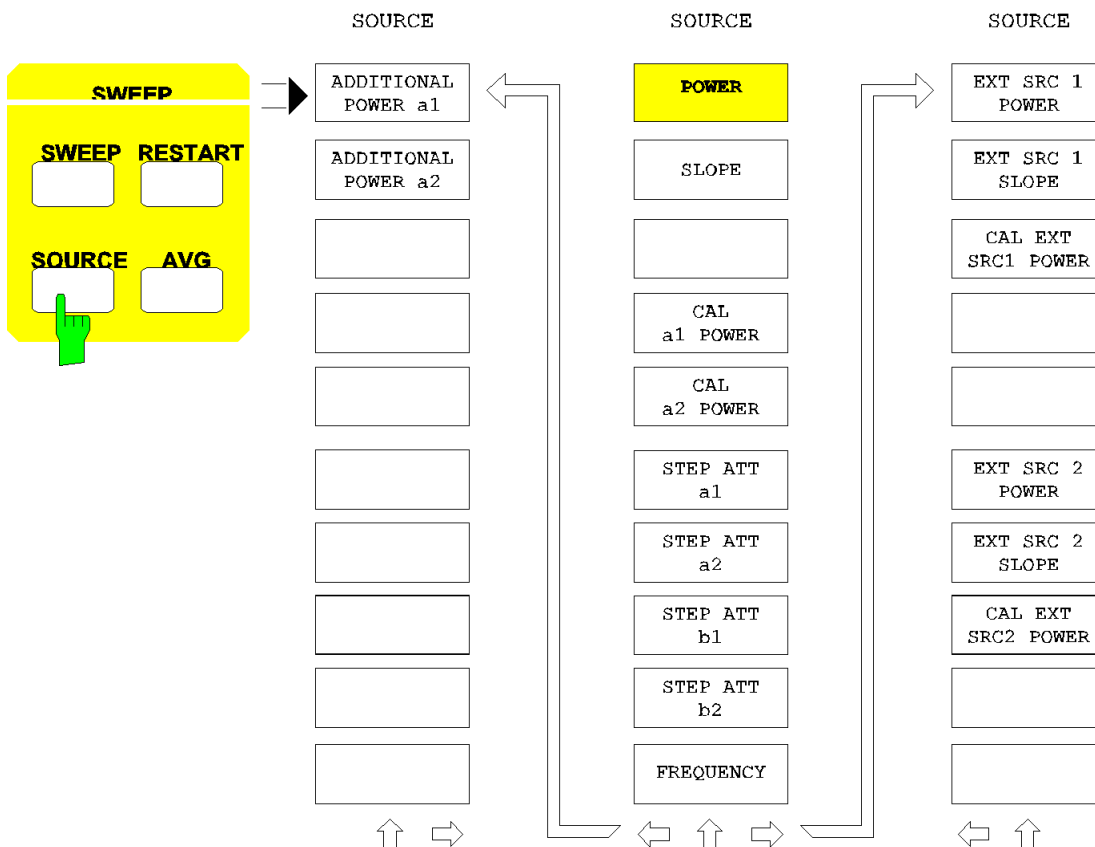 SOURCE
SOURCE
SOURCE
SWEEP
SWEEP RESTART
SOURCE AVG
ADDITIONAL
POWER a1
ADDITIONAL
POWER a2
POWER
SLOPE
CAL
a1 POWER
CAL
a2 POWER
STEP ATT
a1
STEP ATT
a2
STEP ATT
b1
STEP ATT
b2
FREQUENCY
EXT SRC 1
POWER
EXT SRC 1
SLOPE
CAL EXT
SRC1 POWER
EXT SRC 2
POWER
EXT SRC 2
SLOPE
CAL EXT
SRC2 POWER